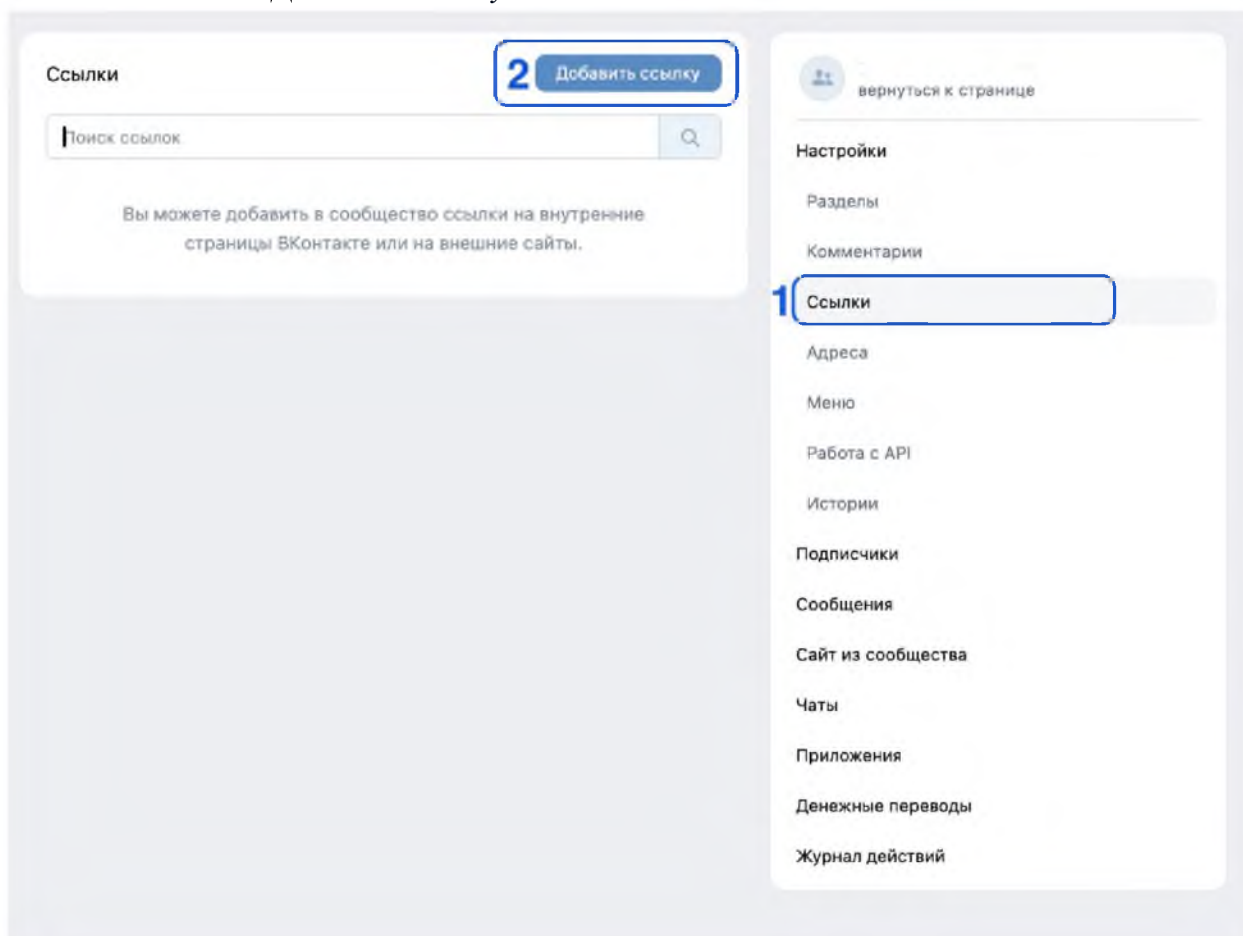 Ссылки
2 Добавить ссылку
Поиск ссылок
Вы можете добавить в сообщество ссылки на внутренние
страницы ВКонтакте или на внешние сайты.
вернуться к странице
Настройки
Разделы
Комментарии
1 Ссылки
Адреса
Меню
Работа с API
Истории
Подписчики
Сообщения
Сайт из сообщества
Чаты
Приложения
Денежные переводы
Журнал действий